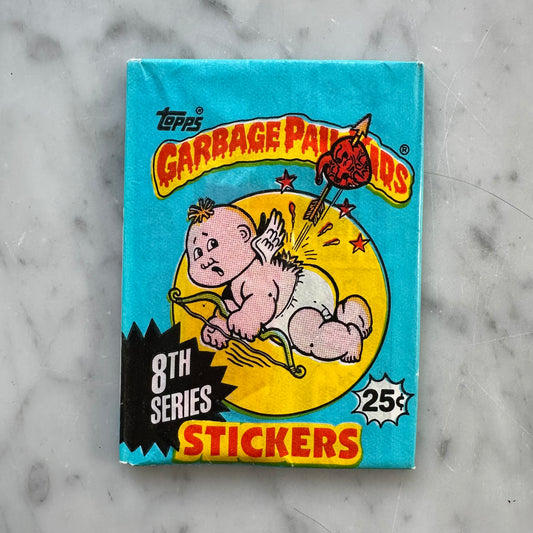 TOPPS®
GARBAGE PAIL KIDS®
8TH
SERIES
25¢
STICKERS